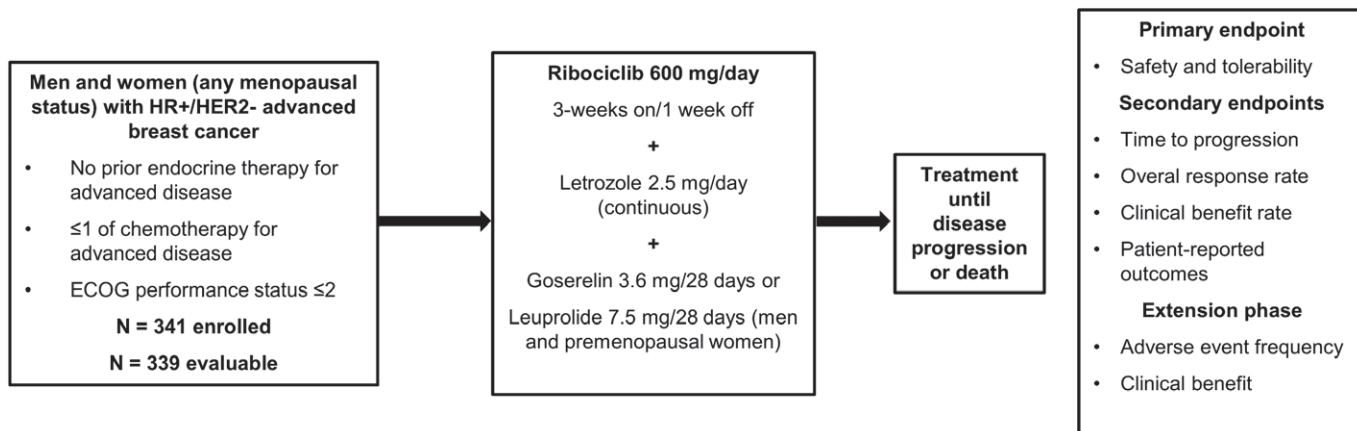 Men and women (any menopausal
status) with HR+/HER2- advanced
breast cancer
• No prior endocrine therapy for
advanced disease
• ≤1 of chemotherapy for
advanced disease
• ECOG performance status ≤2
N = 341 enrolled
N = 339 evaluable
Ribociclib 600 mg/day
3-weeks on/1 week off
+
Letrozole 2.5 mg/day
(continuous)
+
Goserelin 3.6 mg/28 days or
Leuprolide 7.5 mg/28 days (men
and premenopausal women)
Treatment
until
disease
progression
or death
Primary endpoint
• Safety and tolerability
Secondary endpoints
• Time to progression
• Overal response rate
• Clinical benefit rate
• Patient-reported
outcomes
Extension phase
• Adverse event frequency
• Clinical benefit